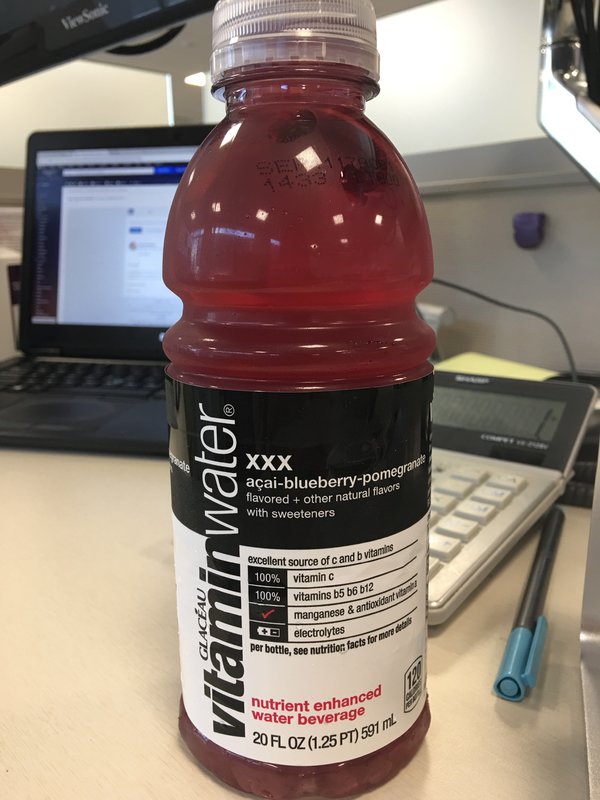 ViewSonic
SHARP
vitaminwater®
GLACÉAU
xxx
açai-blueberry-pomegranate
flavored + other natural flavors
with sweeteners
excellent source of c and b vitamins
100% vitamin c
100% vitamins b5 b6 b12
manganese & antioxidant vitamin a
electrolytes
per bottle, see nutrition facts for more details
120
nutrient enhanced
water beverage
20 FL OZ (1.25 PT) 591 mL